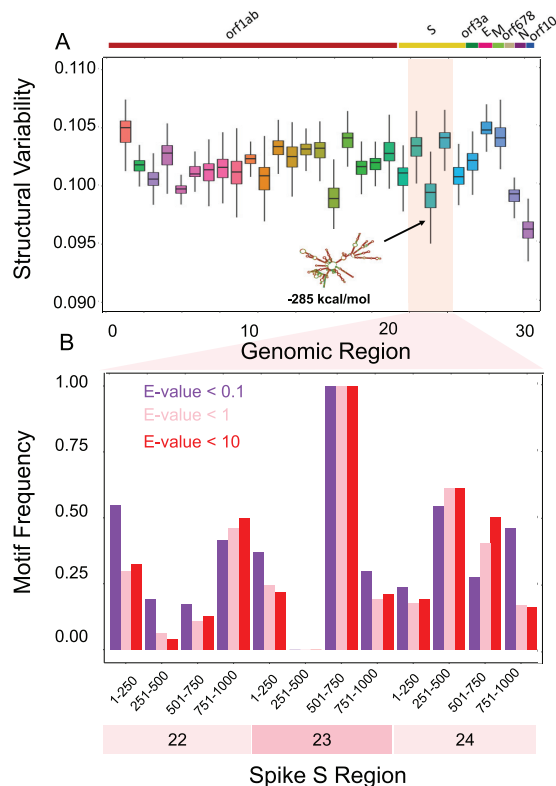 orf1ab
S
orf3a
E
M
orf678
N
orf10
A
Structural Variability
0.110
0.105
0.100
0.095
0.090
-285 kcal/mol
0
10
20
30
Genomic Region
B
Motif Frequency
1.00
0.75
0.50
0.25
0.00
E-value < 0.1
E-value < 1
E-value < 10
1-250
251-500
501-750
751-1000
1-250
251-500
501-750
751-1000
1-250
251-500
501-750
751-1000
22
23
24
Spike S Region